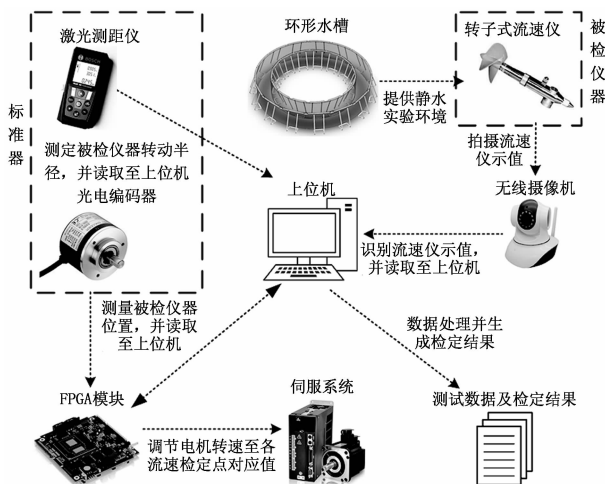 激光测距仪
环形水槽
转子式流速仪
被检仪器
标准器
提供静水
实验环境
测定被检仪器转动半
径，并读取至上位机
光电编码器
拍摄流速
仪示值
无线摄像机
上位机
识别流速仪示值，
并读取至上位机
测量被检仪器
位置，并读取
至上位机
数据处理并生
成检定结果
FPGA模块
伺服系统
测试数据及检定结果
调节电机转速至各
流速检定点对应值